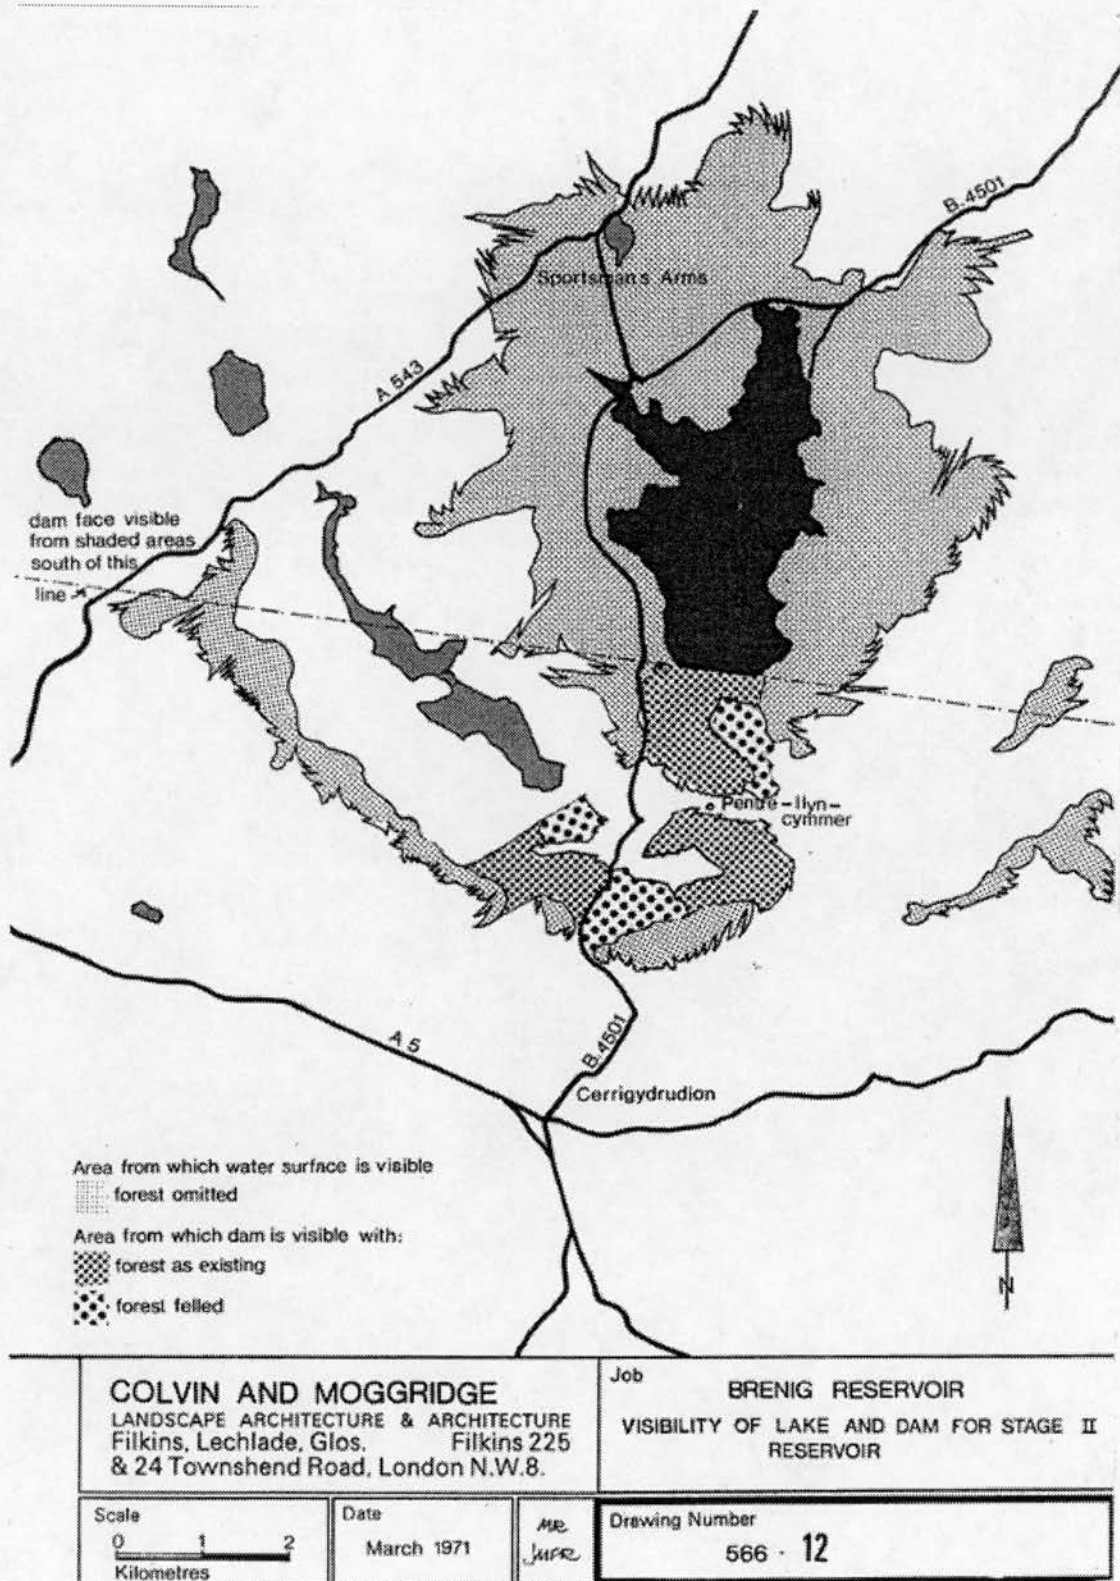 B.4501
Sportsman's Arms
A 543
dam face visible
from shaded areas
south of this
line
Pentre-llyn-
cymmer
A 5
B.4501
Cerrigydrudion
Area from which water surface is visible
forest omitted
Area from which dam is visible with:
forest as existing
forest felled
N
COLVIN AND MOGGRIDGE
LANDSCAPE ARCHITECTURE & ARCHITECTURE
Filkins, Lechlade, Glos. Filkins 225
& 24 Townshend Road, London N.W.8.
Job
BRENIG RESERVOIR
VISIBILITY OF LAKE AND DAM FOR STAGE II
RESERVOIR
Scale
0 1 2
Kilometres
Date
March 1971
Drawing Number
566 · 12